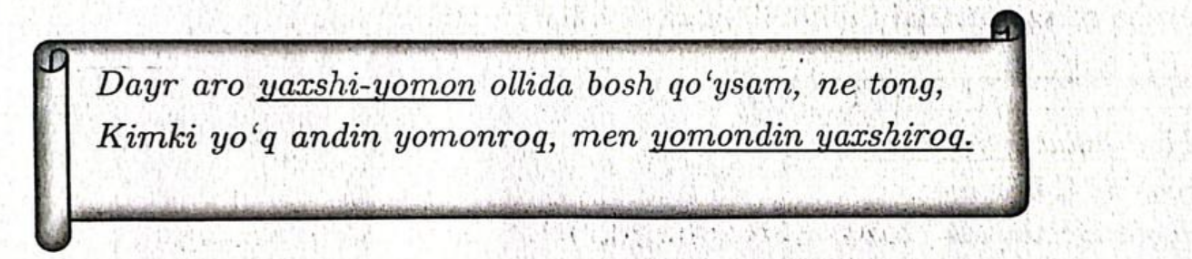 Dayr aro yaxshi-yomon ollida bosh qo‘ysam, ne tong,
Kimki yo‘q andin yomonroq, men yomondin yaxshiroq.